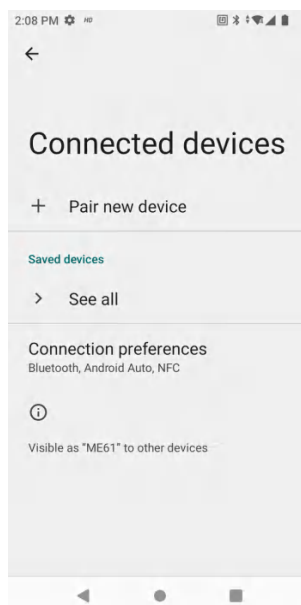 2:08 PM HD
Connected devices
Pair new device
Saved devices
See all
Connection preferences
Bluetooth, Android Auto, NFC
Visible as "ME61" to other devices